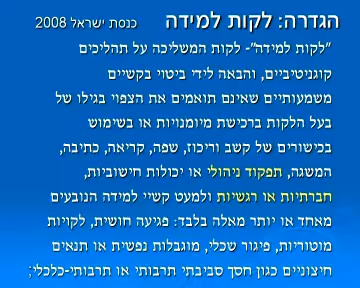 הגדרה: לקות למידה כנסת ישראל 2008
"לקות למידה"- לקות המשליכה על תהליכים
קוגניטיביים, והבאה לידי ביטוי בקשיים
משמעותיים שאינם תואמים את הצפוי בגילו של
בעל הלקות ברכישת מיומנויות או בשימוש
בכישורים של קשב וריכוז, שפה, קריאה, כתיבה,
המשגה, תפקוד ניהולי או יכולות חישוביות,
חברתיות או רגשיות ולמעט קשיי למידה הנובעים
מאחד או יותר מאלה בלבד: פגיעה חושית, לקויות
מוטוריות, פיגור שכלי, מוגבלות נפשית או תנאים
חיצוניים כגון חסך סביבתי תרבותי או תרבותי-כלכלי;